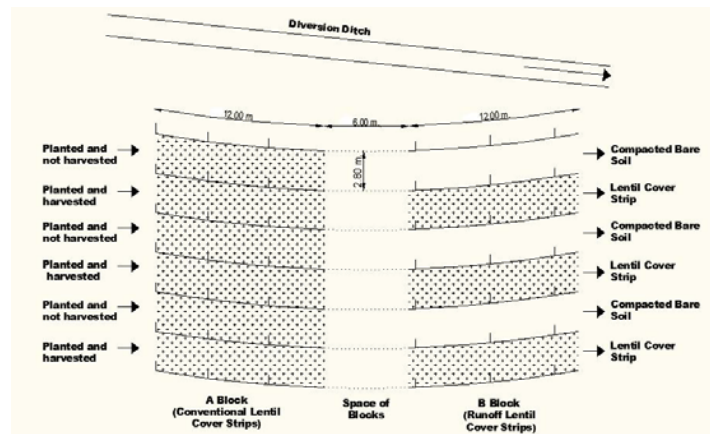 Diversion Ditch
12.00 m.
6.00 m.
12.00 m.
2.80 m.
Planted and
not harvested
Planted and
harvested
Planted and
not harvested
Planted and
harvested
Planted and
not harvested
Planted and
harvested
Compacted Bare
Soil
Lentil Cover
Strip
Compacted Bare
Soil
Lentil Cover
Strip
Compacted Bare
Soil
Lentil Cover
Strip
A Block
(Conventional Lentil
Cover Strips)
Space of
Blocks
B Block
(Runoff Lentil
Cover Strips)